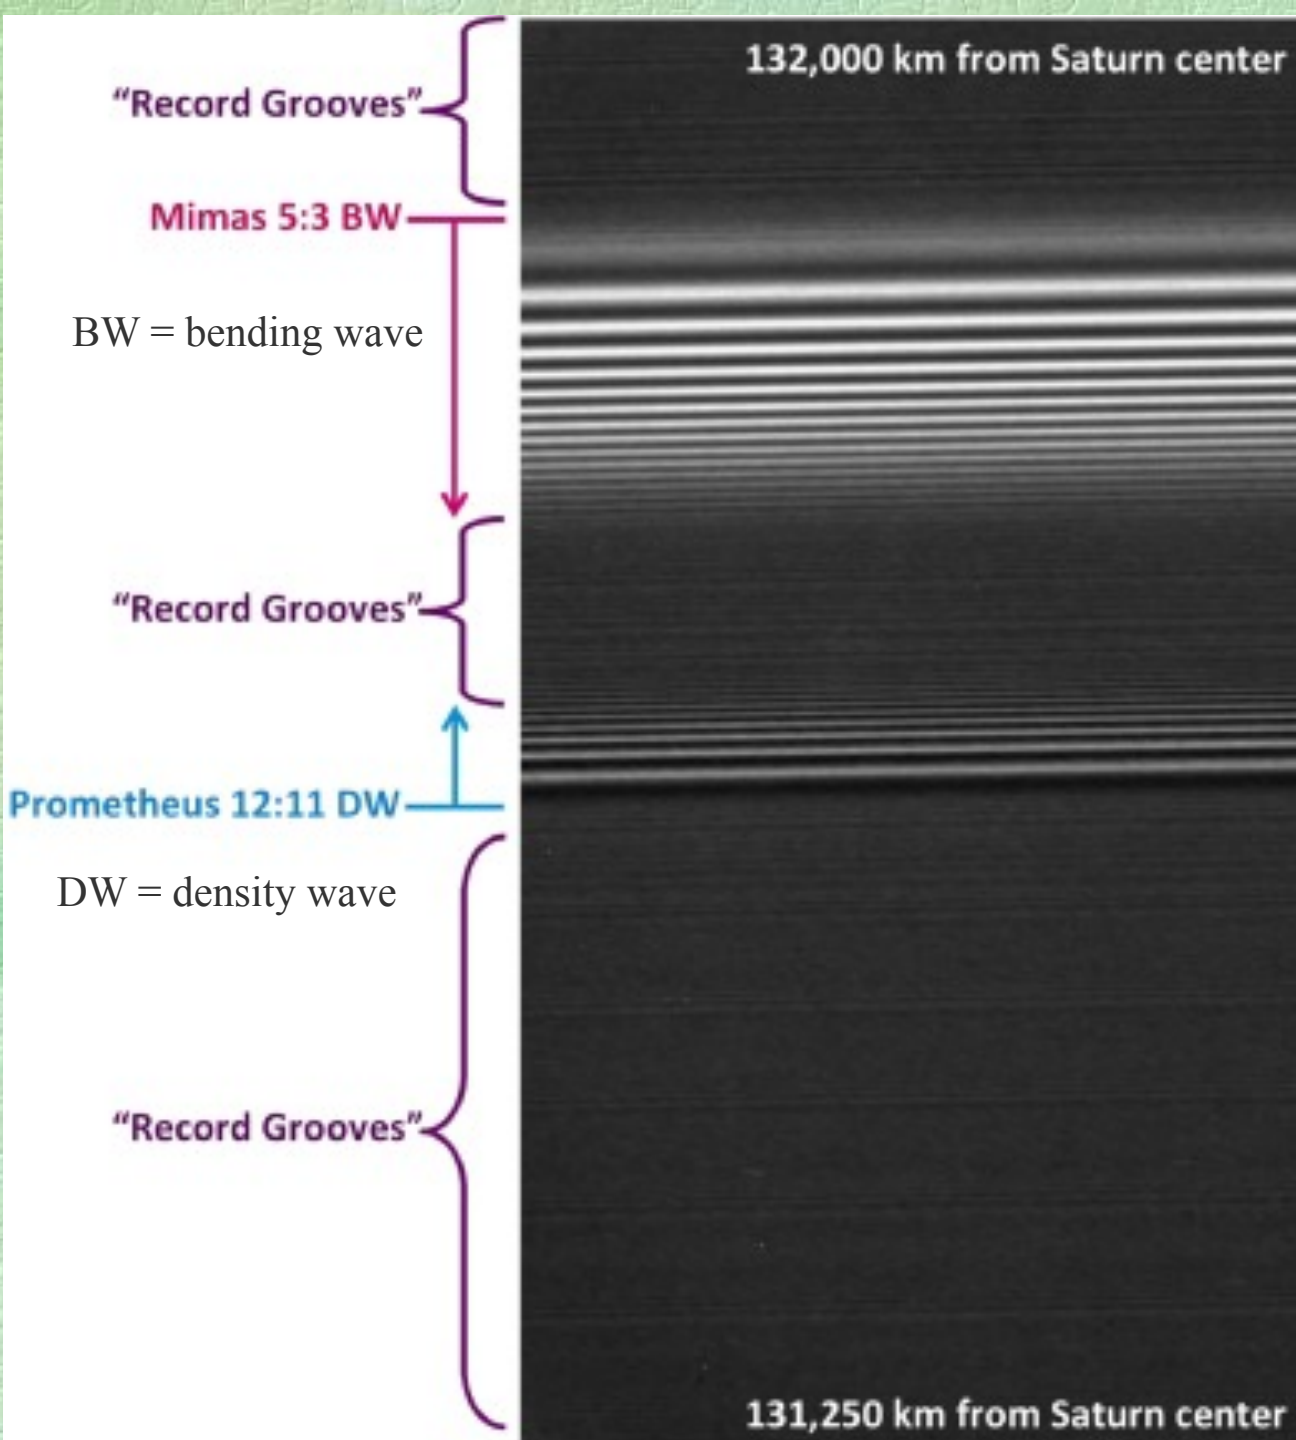 132,000 km from Saturn center
“Record Grooves”
Mimas 5:3 BW
BW = bending wave
“Record Grooves”
Prometheus 12:11 DW
DW = density wave
“Record Grooves”
131,250 km from Saturn center